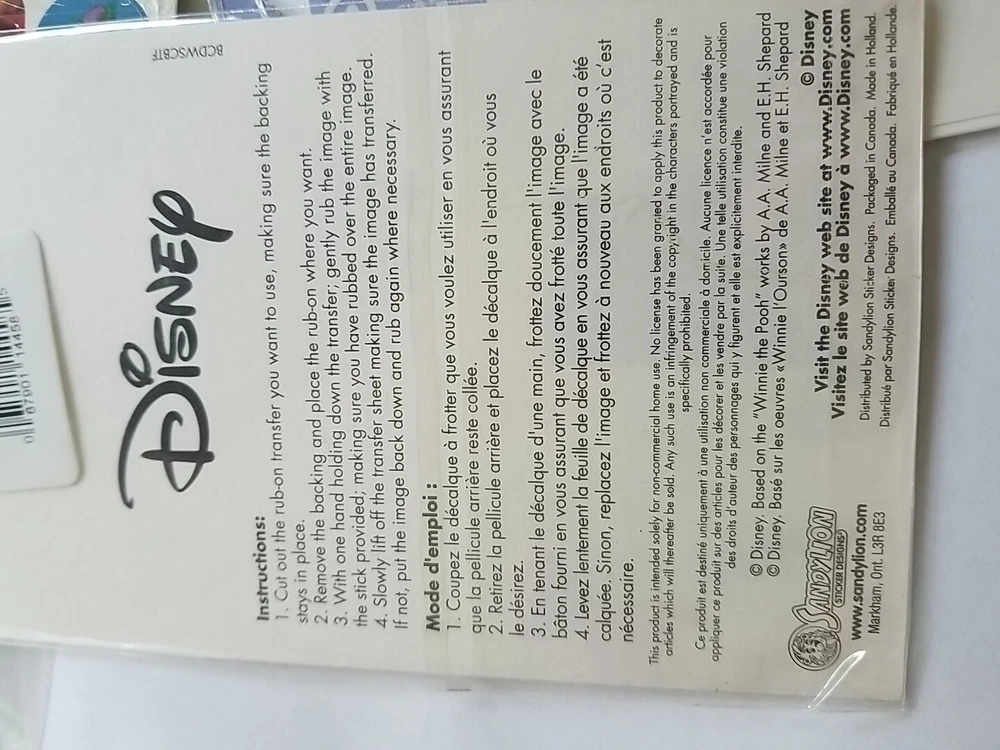 BCDWSCBTF
DISNEY
Instructions:
1. Cut out the rub-on transfer you want to use, making sure the backing
stays in place.
2. Remove the backing and place the rub-on where you want.
3. With one hand holding down the transfer; gently rub the image with
the stick provided; making sure you have rubbed over the entire image.
4. Slowly lift off the transfer sheet making sure the image has transferred.
If not, put the image back down and rub again where necessary.
Mode d'emploi :
1. Coupez le décalque à frotter que vous voulez utiliser en vous assurant
que la pellicule arrière reste collée.
2. Retirez la pellicule arrière et placez le décalque à l'endroit où vous
le désirez.
3. En tenant le décalque d'une main, frottez doucement l'image avec le
bâton fourni en vous assurant que vous avez frotté toute l'image.
4. Levez lentement la feuille de décalque en vous assurant que l'image a été
calquée. Sinon, replacez l'image et frottez à nouveau aux endroits où c'est
nécessaire.
This product is intended solely for non-commercial home use. No license has been granted to apply this product to decorate
articles which will thereafter be sold. Any such use is an infringement of the copyright in the characters portrayed and is
specifically prohibited.
Ce produit est destiné uniquement à une utilisation non commerciale à domicile. Aucune licence n'est accordée pour
appliquer ce produit sur des articles pour les décorer et les vendre par la suite. Une telle utilisation constitue une violation
des droits d'auteur des personnages qui y figurent et elle est explicitement interdite.
© Disney. Based on the "Winnie the Pooh" works by A.A. Milne and E.H. Shepard
© Disney. Basé sur les oeuvres «Winnie l'Ourson» de A.A. Milne et E.H. Shepard
© Disney
Visit the Disney web site at www.Disney.com
Visitez le site web de Disney à www.Disney.com
SANDYLION
STICKER DESIGNS
www.sandylion.com
Markham, Ont. L3R 8E3
Distributed by Sandylion Sticker Designs. Packaged in Canada. Made in Holland.
Distribué par Sandylion Sticker Designs. Emballé au Canada. Fabriqué en Hollande.